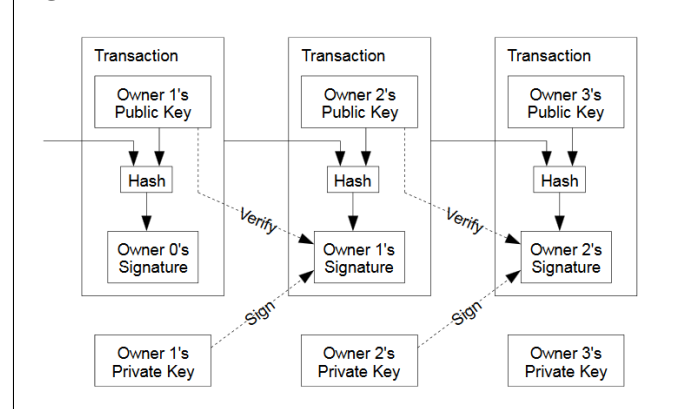 Transaction
Transaction
Transaction
Owner 1's
Public Key
Owner 2's
Public Key
Owner 3's
Public Key
Hash
Hash
Hash
Verify
Verify
Owner 0's
Signature
Owner 1's
Signature
Owner 2's
Signature
Sign
Sign
Owner 1's
Private Key
Owner 2's
Private Key
Owner 3's
Private Key